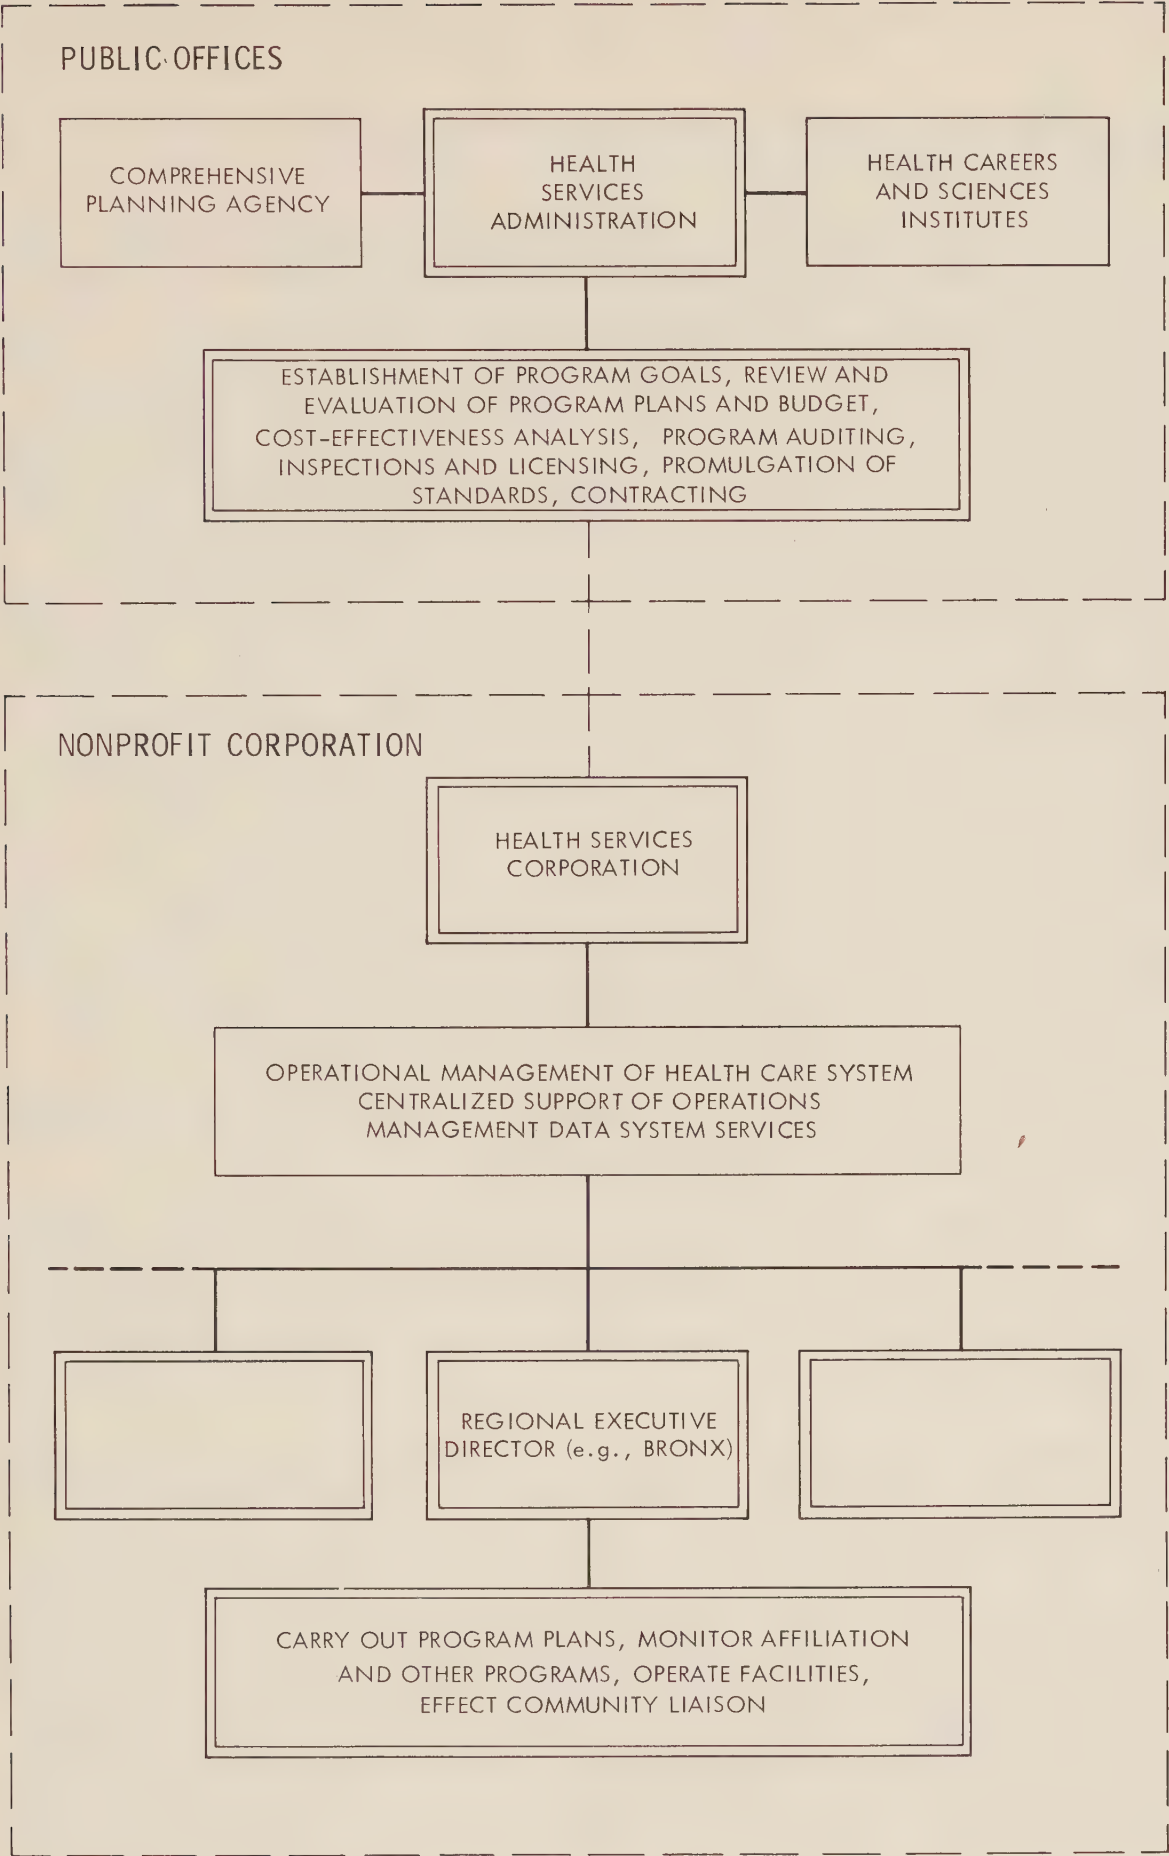 PUBLIC OFFICES
COMPREHENSIVE
PLANNING AGENCY
HEALTH
SERVICES
ADMINISTRATION
HEALTH CAREERS
AND SCIENCES
INSTITUTES
ESTABLISHMENT OF PROGRAM GOALS, REVIEW AND
EVALUATION OF PROGRAM PLANS AND BUDGET,
COST-EFFECTIVENESS ANALYSIS, PROGRAM AUDITING,
INSPECTIONS AND LICENSING, PROMULGATION OF
STANDARDS, CONTRACTING
NONPROFIT CORPORATION
HEALTH SERVICES
CORPORATION
OPERATIONAL MANAGEMENT OF HEALTH CARE SYSTEM
CENTRALIZED SUPPORT OF OPERATIONS
MANAGEMENT DATA SYSTEM SERVICES
REGIONAL EXECUTIVE
DIRECTOR (e.g., BRONX)
CARRY OUT PROGRAM PLANS, MONITOR AFFILIATION
AND OTHER PROGRAMS, OPERATE FACILITIES,
EFFECT COMMUNITY LIAISON